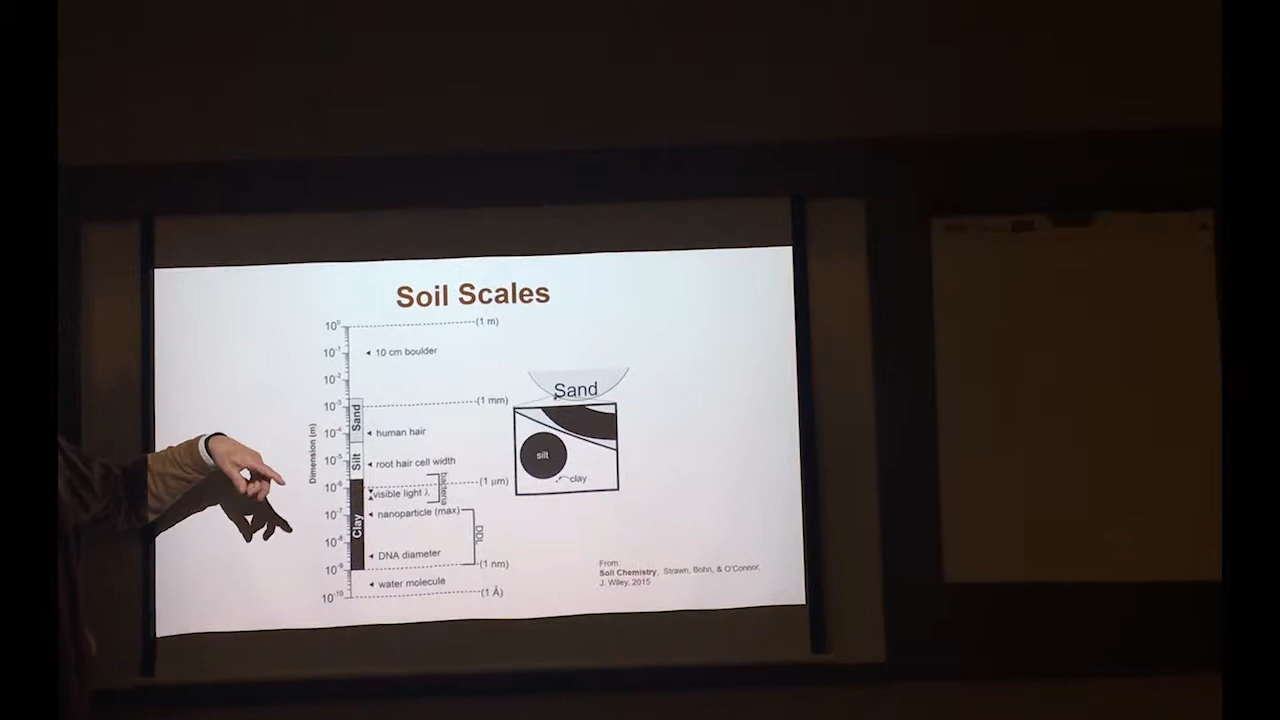 Soil Scales
10⁰
(1 m)
10⁻¹
10 cm boulder
10⁻²
10⁻³
(1 mm)
Sand
10⁻⁴
human hair
10⁻⁵
Silt
root hair cell width
10⁻⁶
(1 μm)
visible light λ
bacteria
10⁻⁷
nanoparticle (max)
Clay
10⁻⁸
DDL
DNA diameter
10⁻⁹
(1 nm)
water molecule
10⁻¹⁰
(1 Å)
Dimension (m)
Sand
silt
clay
From:
Soil Chemistry, Strawn, Bohn, & O'Connor,
J. Wiley, 2015